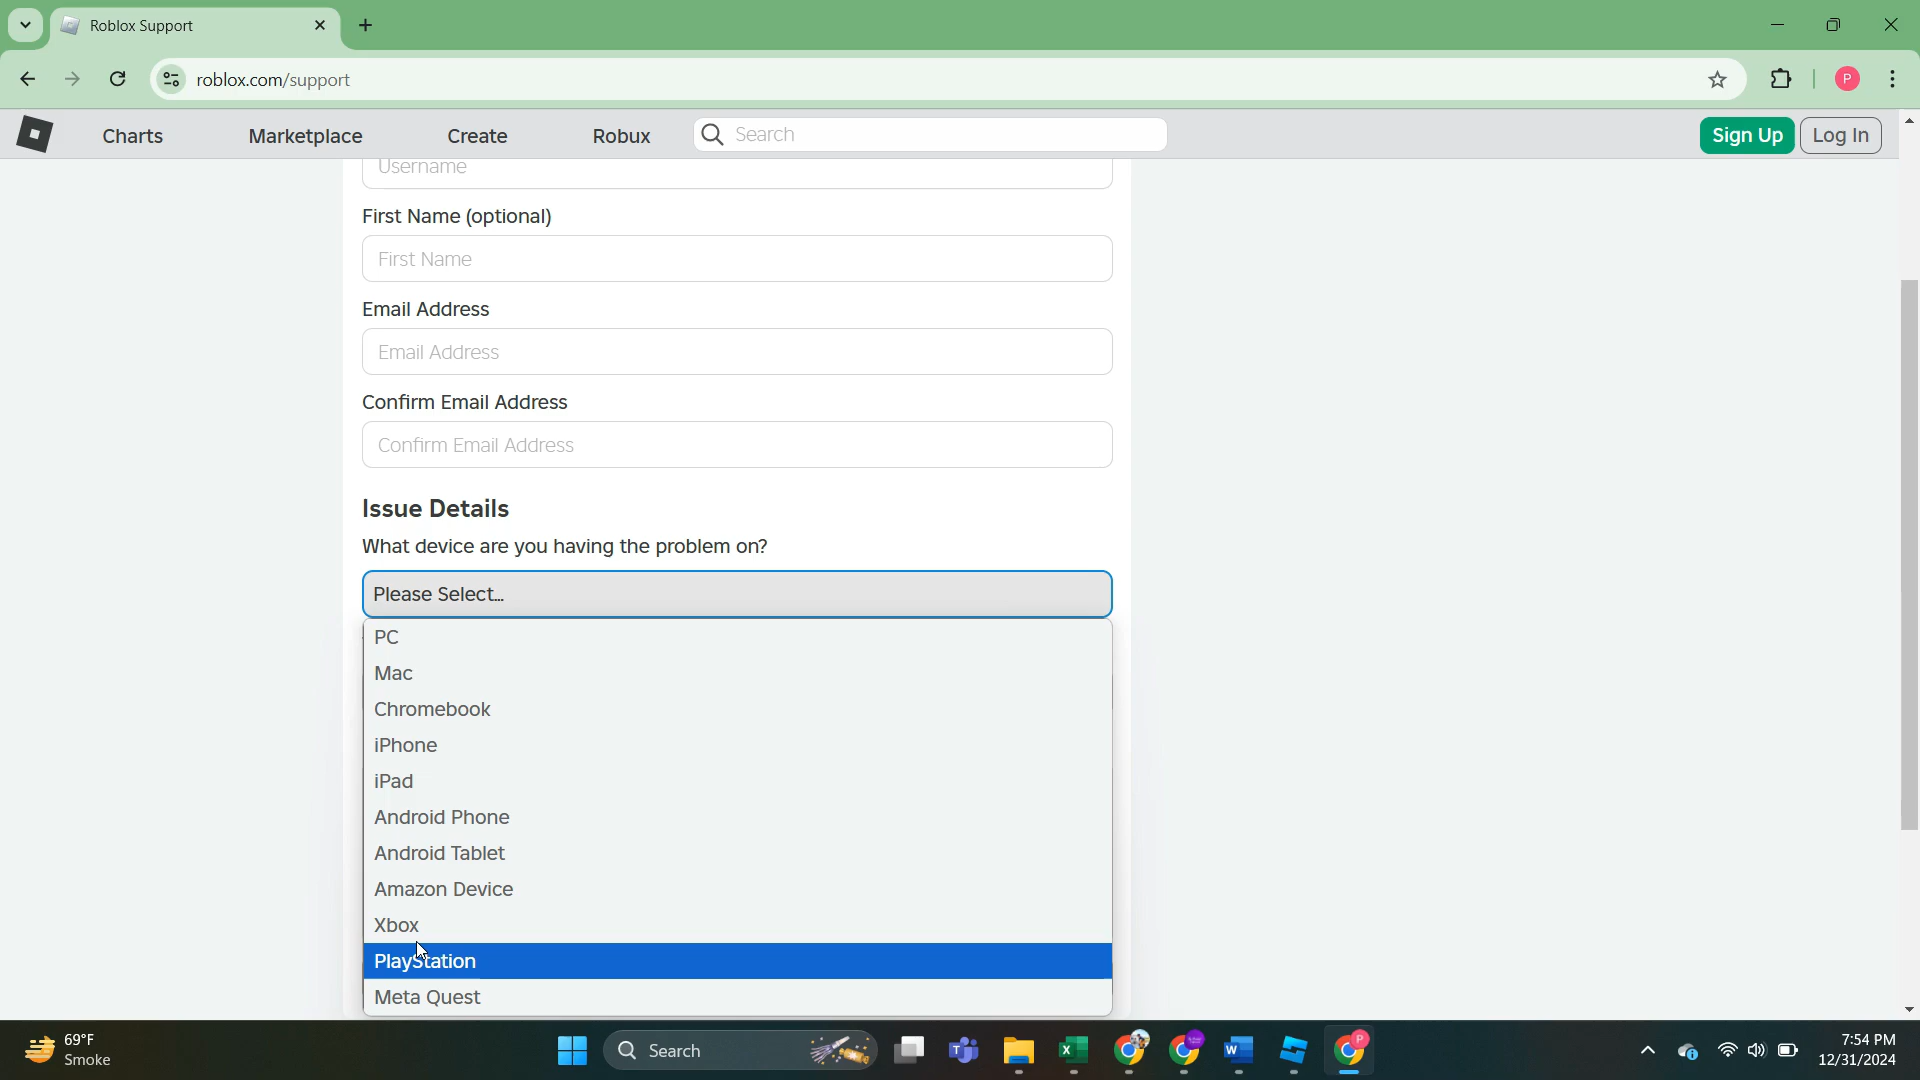 Roblox Support
roblox.com/support
P
Charts
Marketplace
Create
Robux
Search
Sign Up
Log In
Username
First Name (optional)
First Name
Email Address
Email Address
Confirm Email Address
Confirm Email Address
Issue Details
What device are you having the problem on?
Please Select...
PC
Mac
Chromebook
iPhone
iPad
Android Phone
Android Tablet
Amazon Device
Xbox
PlayStation
Meta Quest
69°F
Smoke
Search
P
7:54 PM
12/31/2024